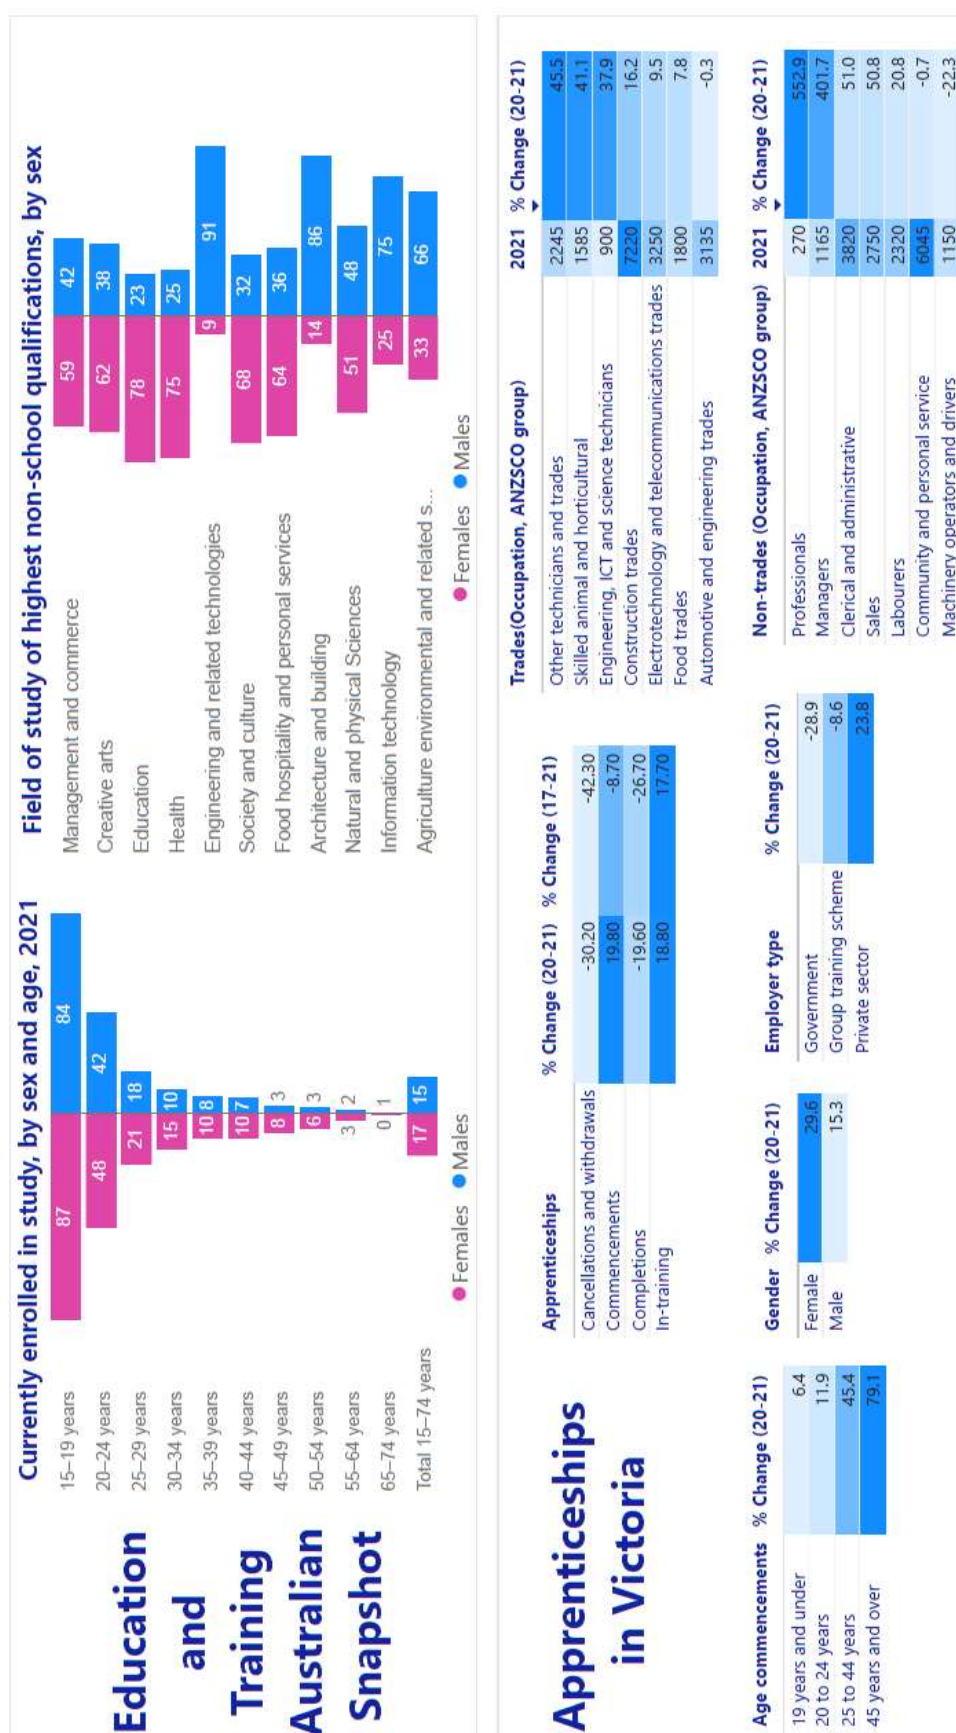 Education
and
Training
Australian
Snapshot
Currently enrolled in study, by sex and age, 2021
15–19 years 87 84
20–24 years 48 42
25–29 years 21 18
30–34 years 15 10
35–39 years 10 8
40–44 years 10 7
45–49 years 8 3
50–54 years 6 3
55–64 years 3 2
65–74 years 0 1
Total 15–74 years 17 15
Females Males
Field of study of highest non-school qualifications, by sex
Management and commerce 59 42
Creative arts 62 38
Education 78 23
Health 75 25
Engineering and related technologies 9 91
Society and culture 68 32
Food hospitality and personal services 64 36
Architecture and building 14 86
Natural and physical Sciences 51 48
Information technology 25 75
Agriculture environmental and related s... 33 66
Females Males
Apprenticeships
in Victoria
Apprenticeships % Change (20-21) % Change (17-21)
Cancellations and withdrawals -30.20 -42.30
Commencements 19.80 -8.70
Completions -19.60 -26.70
In-training 18.80 17.70
Trades(Occupation, ANZSCO group) 2021 % Change (20-21)
Other technicians and trades 2245 45.5
Skilled animal and horticultural 1585 41.1
Engineering, ICT and science technicians 900 37.9
Construction trades 7220 16.2
Electrotechnology and telecommunications trades 3250 9.5
Food trades 1800 7.8
Automotive and engineering trades 3135 -0.3
Age commencements % Change (20-21)
19 years and under 6.4
20 to 24 years 11.9
25 to 44 years 45.4
45 years and over 79.1
Gender % Change (20-21)
Female 29.6
Male 15.3
Employer type % Change (20-21)
Government -28.9
Group training scheme -8.6
Private sector 23.8
Non-trades (Occupation, ANZSCO group) 2021 % Change (20-21)
Professionals 270 552.9
Managers 1165 401.7
Clerical and administrative 3820 51.0
Sales 2750 50.8
Labourers 2320 20.8
Community and personal service 6045 -0.7
Machinery operators and drivers 1150 -22.3